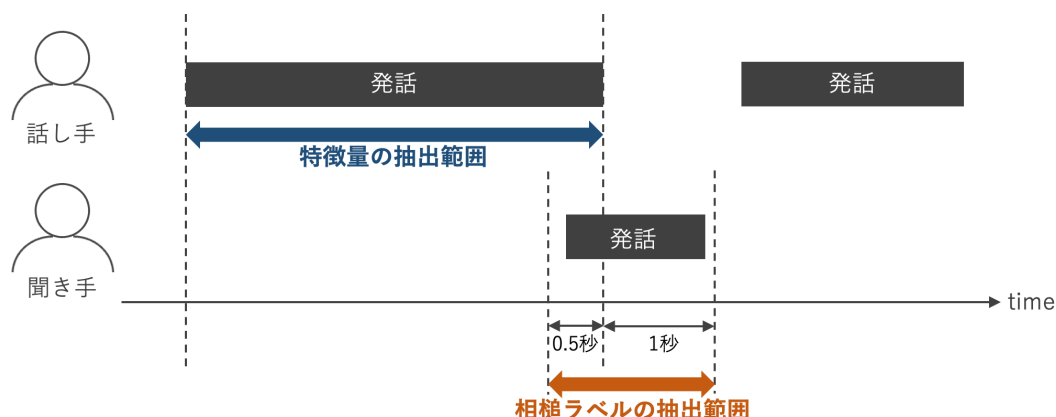 発話
発話
話し手
特徴量の抽出範囲
発話
聞き手
time
0.5秒
1秒
相槌ラベルの抽出範囲